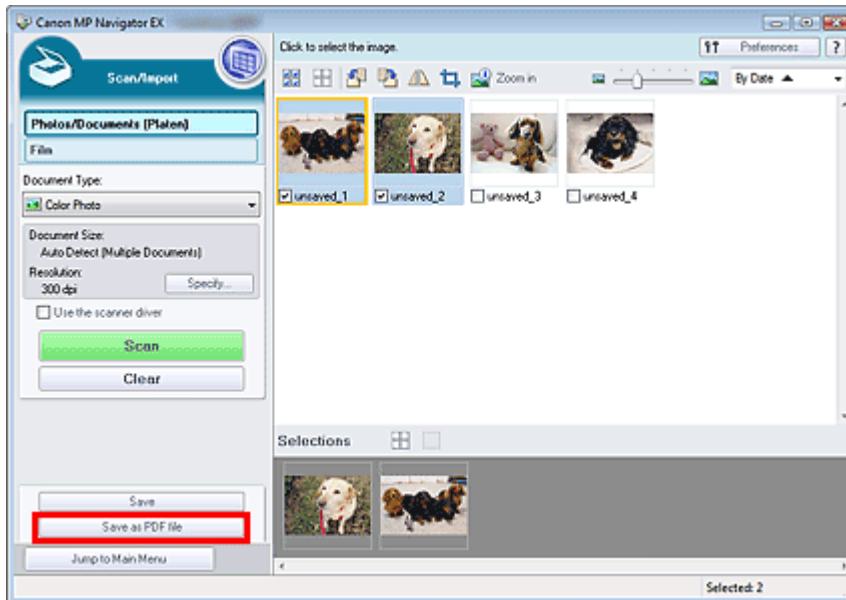 Canon MP Navigator EX
Scan/Import
Click to select the image.
Preferences
?
Zoom in
By Date
Photos/Documents (Platen)
Film
Document Type:
Color Photo
Document Size:
Auto Detect (Multiple Documents)
Resolution:
300 dpi
Specify...
Use the scanner driver
Scan
Clear
unsaved_1
unsaved_2
unsaved_3
unsaved_4
Selections
Save
Save as PDF file
Jump to Main Menu
Selected: 2